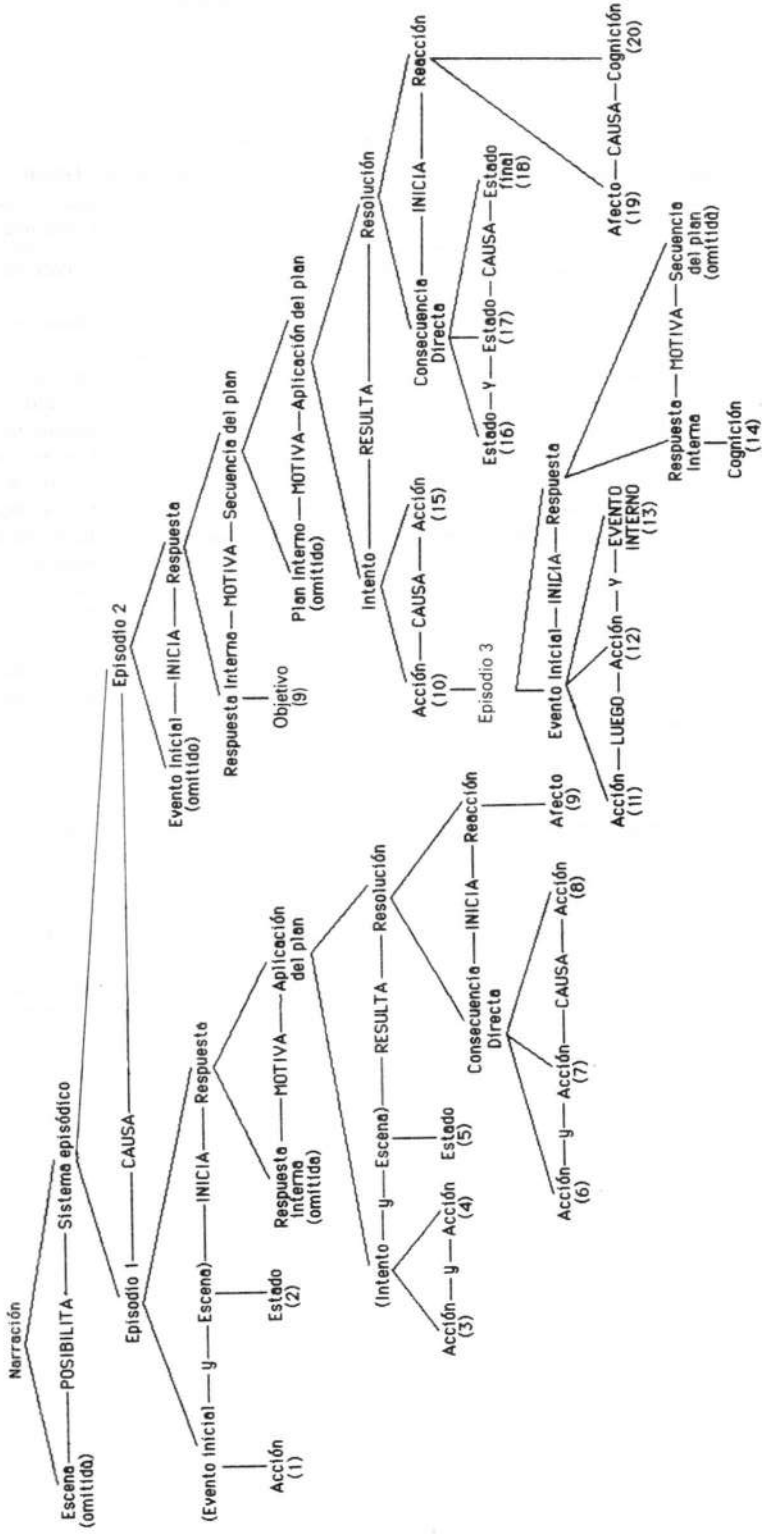 Narración
Escena — POSIBILITA — Sistema episódico
(omitida)
Episodio 1 — CAUSA — Episodio 2
(Evento inicial — y — Escena) — INICIA — Respuesta
Acción
(1)
Estado
(2)
Respuesta — MOTIVA — Aplicación
Interna
(omitida)
del plan
(Intento — y — Escena) — RESULTA — Resolución
Acción — y — Acción
(3)
(4)
Estado
(5)
Consecuencia — INICIA — Reacción
Directa
Acción — y — Acción — CAUSA — Acción
(6)
(7)
(8)
Afecto
(9)
Evento Inicial — INICIA — Respuesta
(omitido)
Respuesta Interna — MOTIVA — Secuencia del plan
Objetivo
(9)
Plan Interno — MOTIVA — Aplicación del plan
(omitido)
Intento — RESULTA — Resolución
Acción — CAUSA — Acción
(10)
(15)
Episodio 3
Consecuencia — INICIA — Reacción
Directa
Estado — Y — Estado — CAUSA — Estado
final
(16)
(17)
(18)
Afecto — CAUSA — Cognición
(19)
(20)
Evento Inicial — INICIA — Respuesta
Acción — LUEGO — Acción — Y — EVENTO
INTERNO
(11)
(12)
(13)
Respuesta — MOTIVA — Secuencia
Interna
del plan
(omitida)
Cognición
(14)